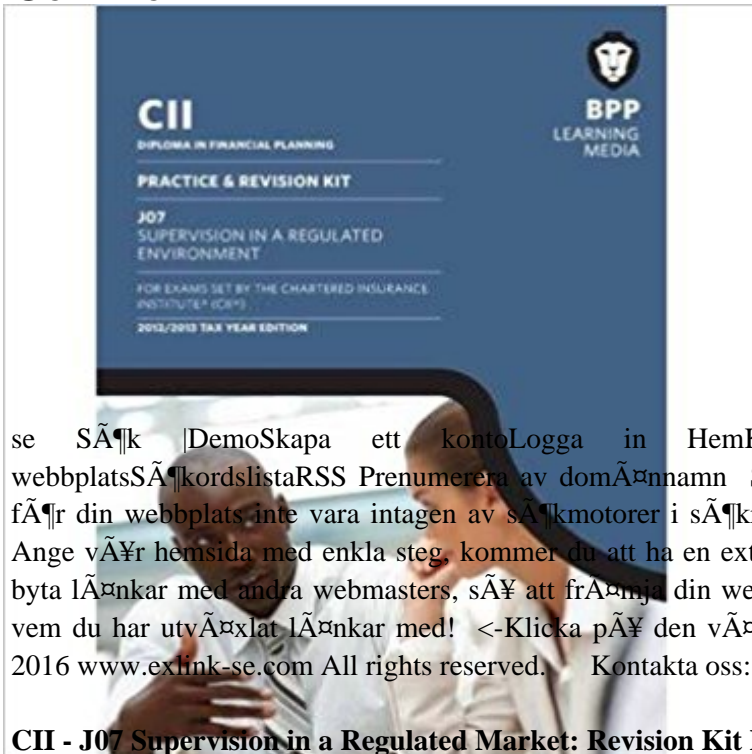 CII
DIPLOMA IN FINANCIAL PLANNING
PRACTICE & REVISION KIT
J07
SUPERVISION IN A REGULATED
ENVIRONMENT
FOR EXAMS SET BY THE CHARTERED INSURANCE
INSTITUTE* (CII*)
2012/2013 TAX YEAR EDITION
BPP
LEARNING
MEDIA
se SÃ¶k |DemoSkapa ett kontoLogga in Hem
webbplatsSÃ¶kordslistaRSS Prenumerera av domÃ¤nnamn
fÃ¶r din webbplats inte vara intagen av sÃ¶kmotorer i
Ange vÃ¥r hemsida med enkla steg, kommer du att ha en
byta lÃ¤nkar med andra webmasters, sÃ¥ att frÃ¤mja din
vem du har utvÃ¤xlat lÃ¤nkar med! <-Klicka pÃ¥ den
2016 www.exlink-se.com All rights reserved. Kontakta oss:
CII - J07 Supervision in a Regulated Market: Revision Kit